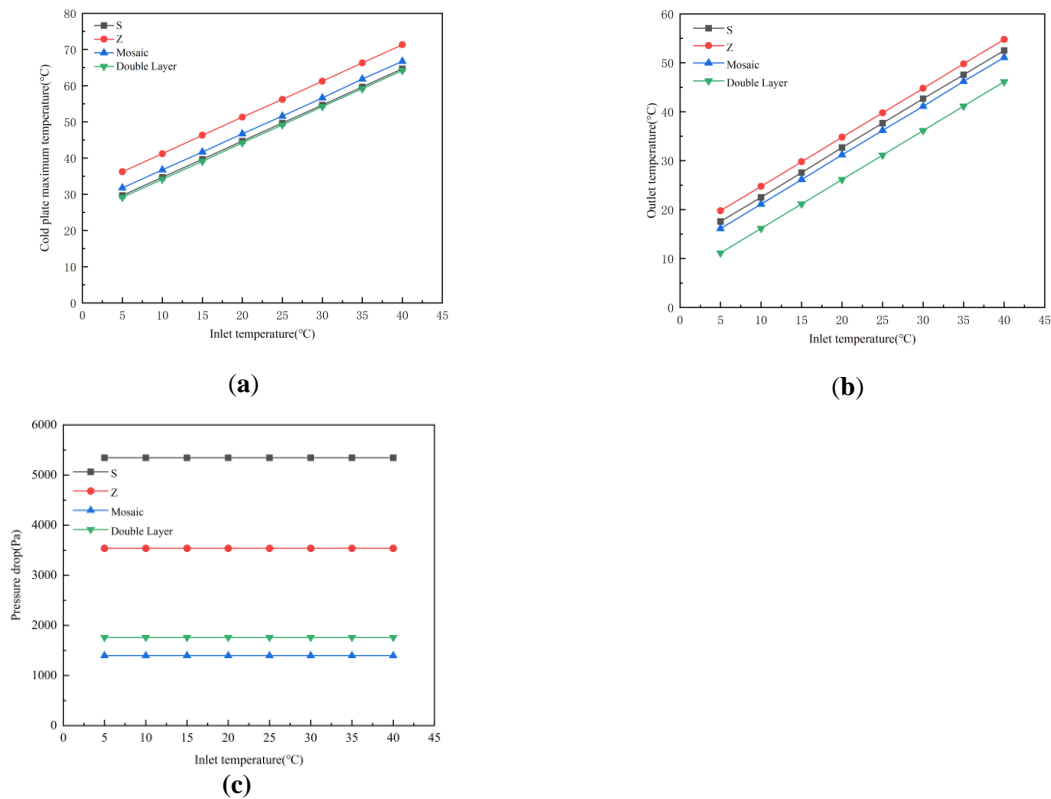 80
70
60
50
40
30
20
10
0
Cold plate maximum temperature(℃)
S
Z
Mosaic
Double Layer
0 5 10 15 20 25 30 35 40 45
Inlet temperature(℃)
(a)
60
50
40
30
20
10
0
Outlet temperature(℃)
S
Z
Mosaic
Double Layer
0 5 10 15 20 25 30 35 40 45
Inlet temperature(℃)
(b)
6000
5000
4000
3000
2000
1000
0
Pressure drop(Pa)
S
Z
Mosaic
Double Layer
0 5 10 15 20 25 30 35 40 45
Inlet temperature(℃)
(c)